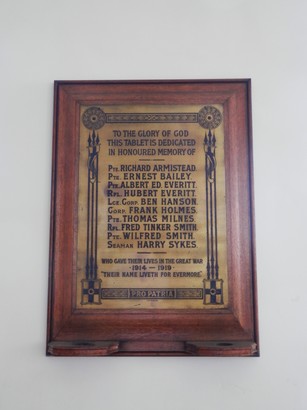 TO THE GLORY OF GOD
THIS TABLET IS DEDICATED
IN HONOURED MEMORY OF
PTE. RICHARD ARMISTEAD.
PTE. ERNEST BAILEY.
PTE. ALBERT ED EVERITT.
RFL. HUBERT EVERITT.
LCE CORP. BEN HANSON.
CORP. FRANK HOLMES.
PTE. THOMAS MILNES.
RFL. FRED TINKER SMITH.
PTE. WILFRED SMITH.
SEAMAN HARRY SYKES.
WHO GAVE THEIR LIVES IN THE GREAT WAR
1914 — 1919
"THEIR NAME LIVETH FOR EVERMORE."
PRO PATRIA